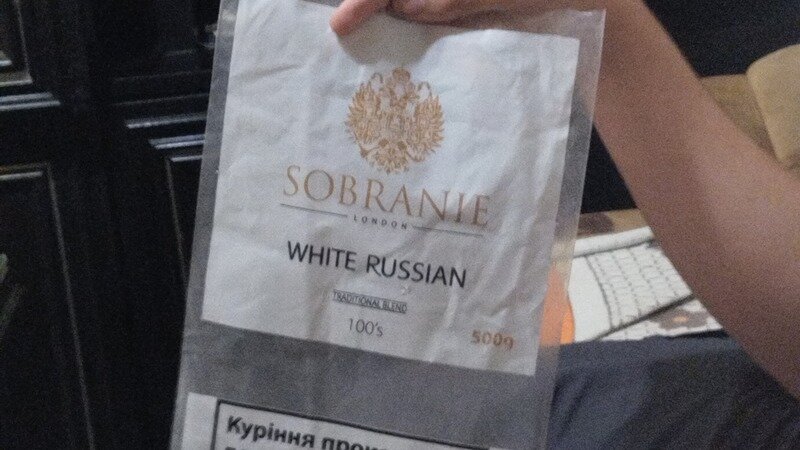 SOBRANIE
LONDON
WHITE RUSSIAN
TRADITIONAL BLEND
100's
500g
Куріння